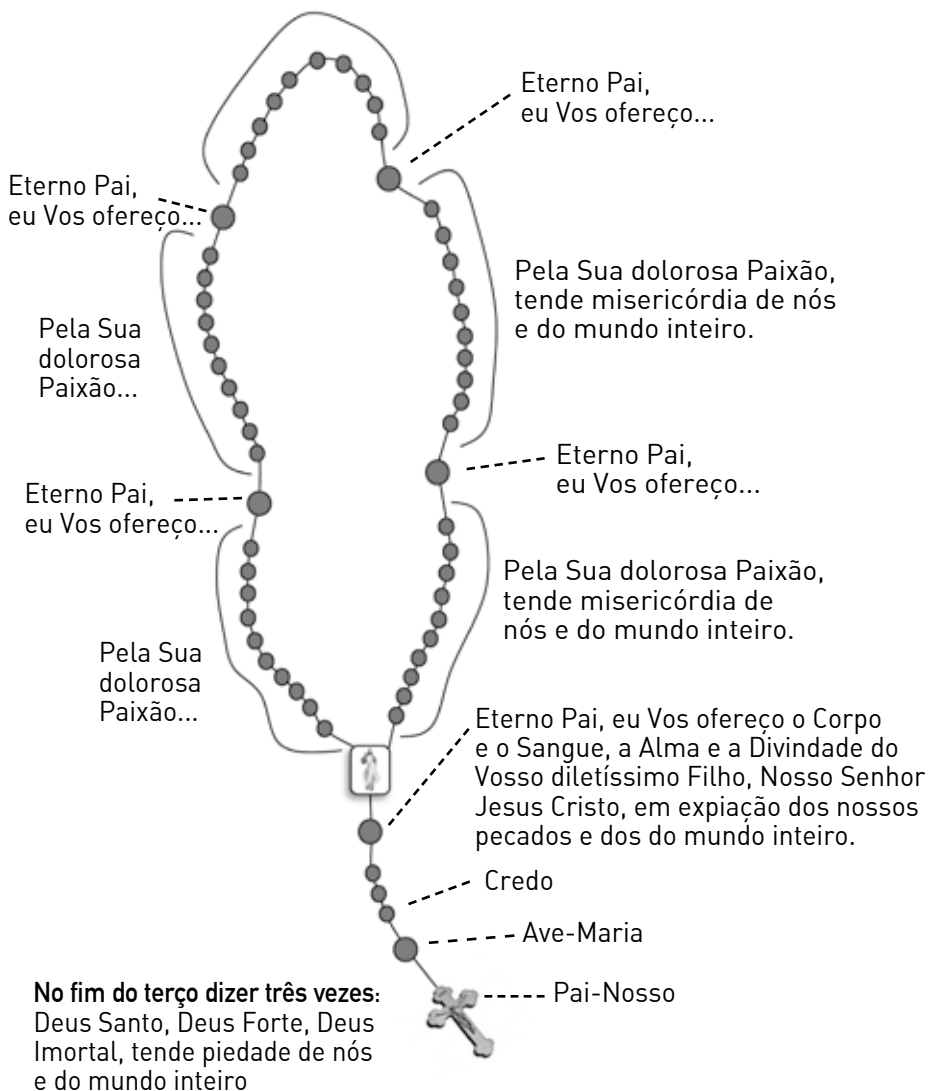 Eterno Pai,
eu Vos ofereço...
Eterno Pai,
eu Vos ofereço...
Pela Sua dolorosa Paixão,
tende misericórdia de nós
e do mundo inteiro.
Pela Sua
dolorosa
Paixão...
Eterno Pai,
eu Vos ofereço...
Eterno Pai,
eu Vos ofereço...
Pela Sua dolorosa Paixão,
tende misericórdia de
nós e do mundo inteiro.
Pela Sua
dolorosa
Paixão...
Eterno Pai, eu Vos ofereço o Corpo
e o Sangue, a Alma e a Divindade do
Vosso diletíssimo Filho, Nosso Senhor
Jesus Cristo, em expiação dos nossos
pecados e dos do mundo inteiro.
Credo
Ave-Maria
Pai-Nosso
No fim do terço dizer três vezes:
Deus Santo, Deus Forte, Deus
Imortal, tende piedade de nós
e do mundo inteiro